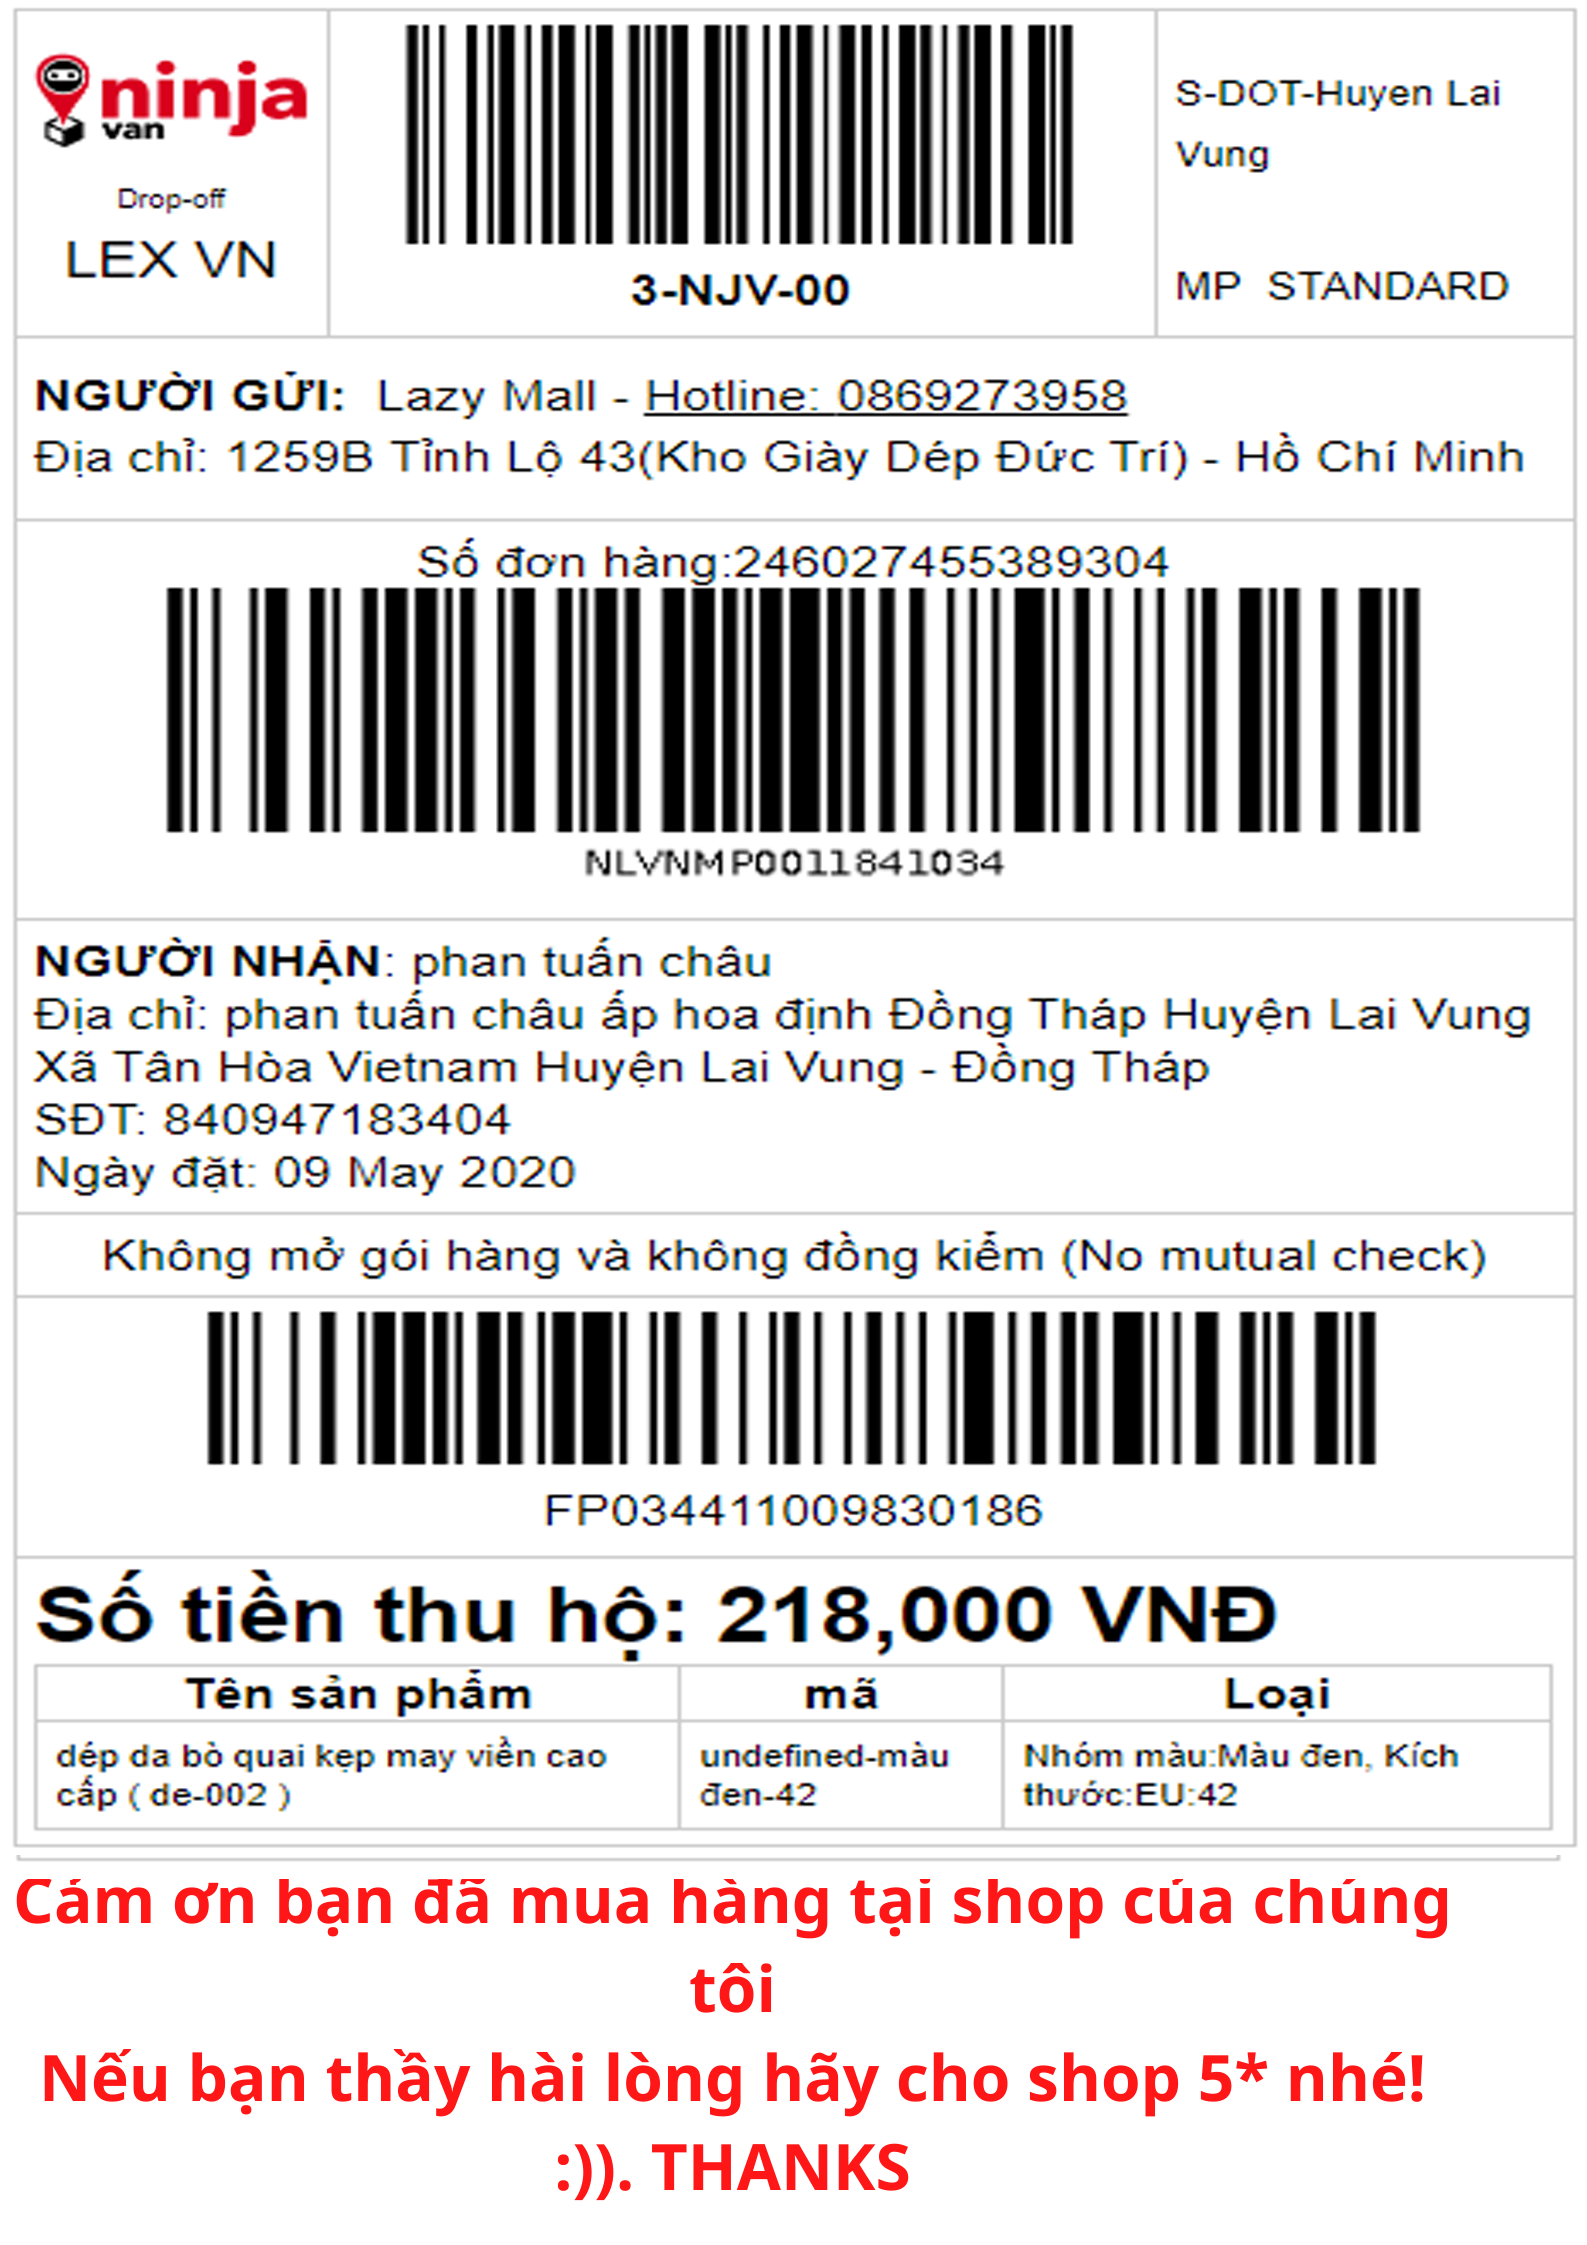 ninja
van
Drop-off
LEX VN
3-NJV-00
S-DOT-Huyen Lai
Vung
MP STANDARD
NGƯỜI GỬI: Lazy Mall - Hotline: 0869273958
Địa chỉ: 1259B Tỉnh Lộ 43(Kho Giày Dép Đức Trí) - Hồ Chí Minh
Số đơn hàng:246027455389304
NLVNMP0011841034
NGƯỜI NHẬN: phan tuấn châu
Địa chỉ: phan tuấn châu ấp hoa định Đồng Tháp Huyện Lai Vung
Xã Tân Hòa Vietnam Huyện Lai Vung - Đồng Tháp
SĐT: 840947183404
Ngày đặt: 09 May 2020
Không mở gói hàng và không đồng kiểm (No mutual check)
FP034411009830186
Số tiền thu hộ: 218,000 VNĐ
Tên sản phẩm mã Loại
dép da bò quai kẹp may viền cao undefined-màu Nhóm màu:Màu đen, Kích
cấp ( de-002 ) đen-42 thước:EU:42
Cảm ơn bạn đã mua hàng tại shop của chúng
tôi
Nếu bạn thầy hài lòng hãy cho shop 5* nhé!
:)). THANKS